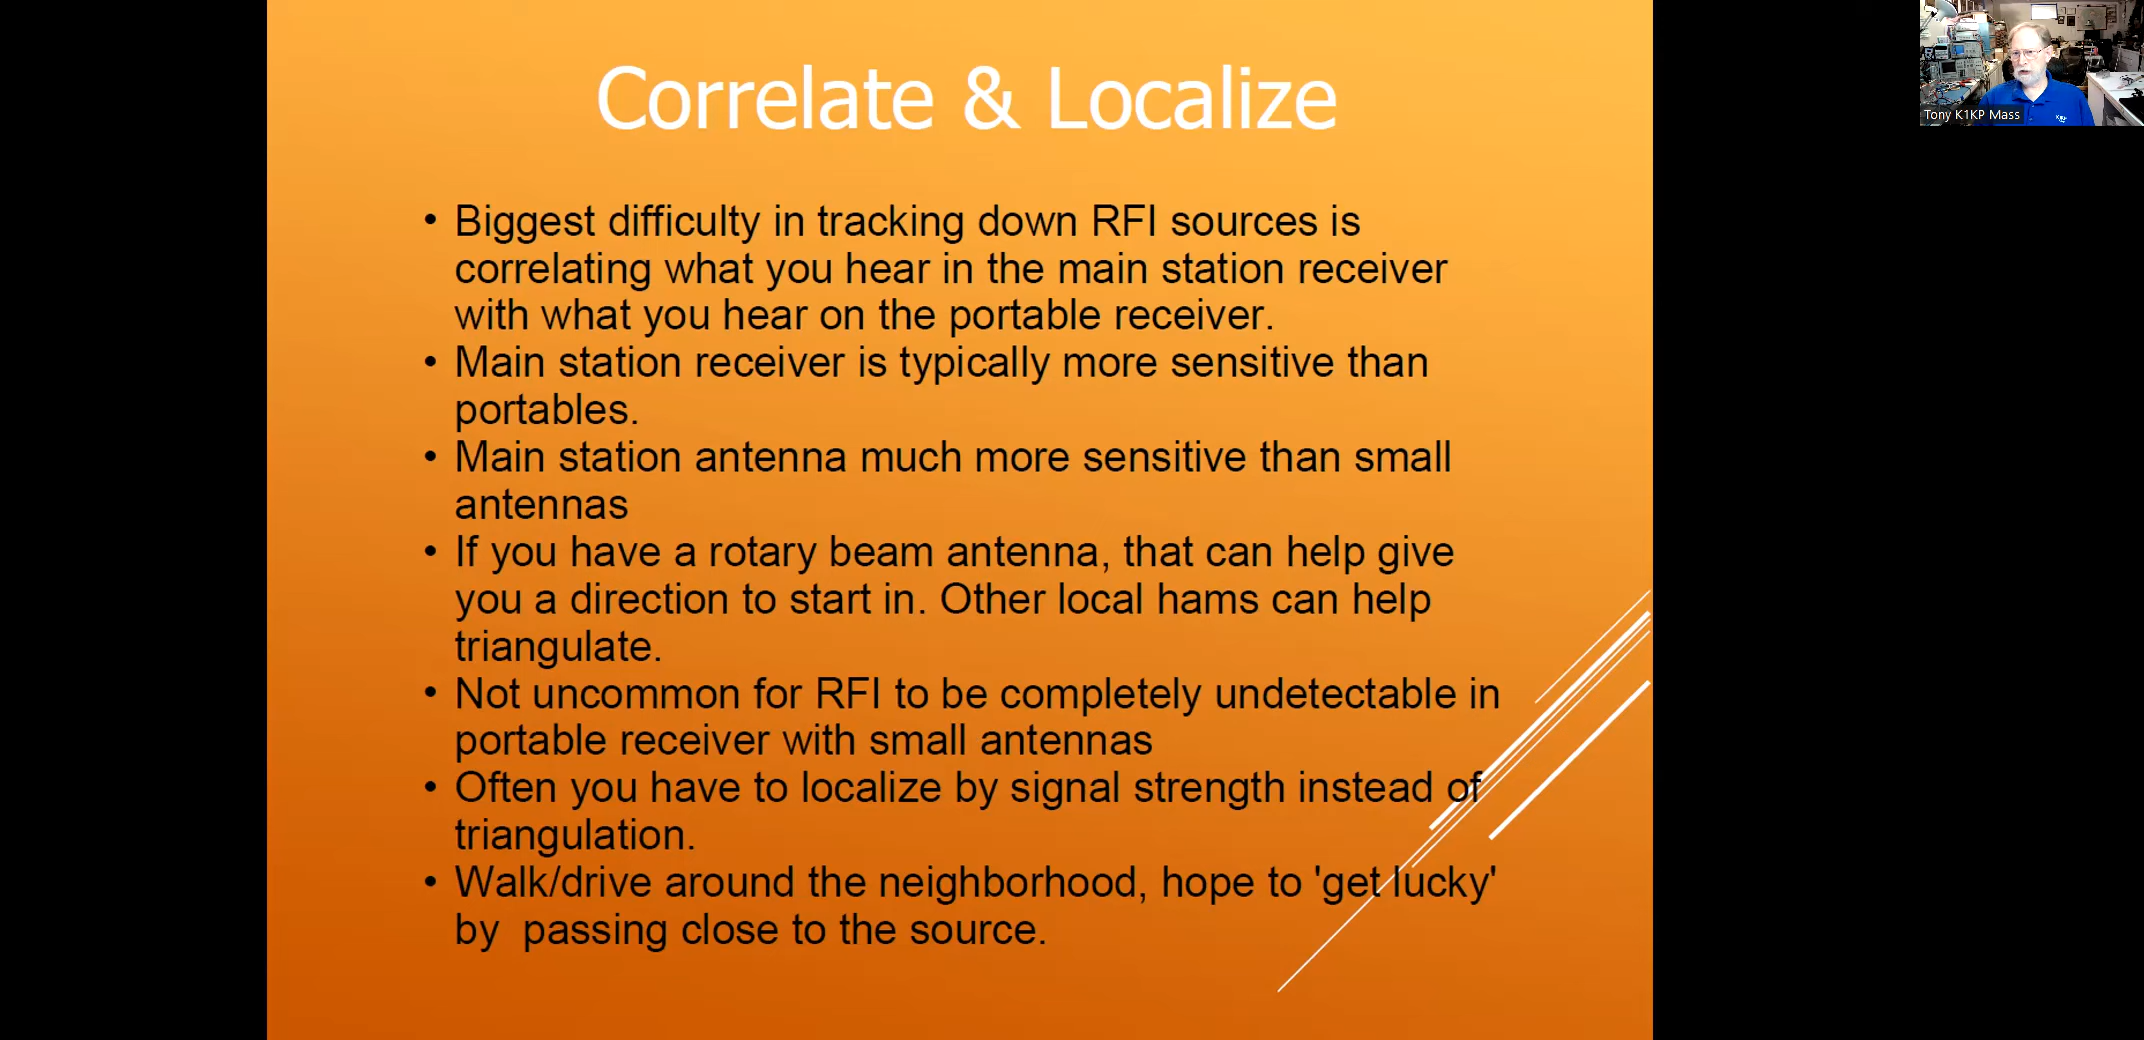 Correlate & Localize
• Biggest difficulty in tracking down RFI sources is
correlating what you hear in the main station receiver
with what you hear on the portable receiver.
• Main station receiver is typically more sensitive than
portables.
• Main station antenna much more sensitive than small
antennas
• If you have a rotary beam antenna, that can help give
you a direction to start in. Other local hams can help
triangulate.
• Not uncommon for RFI to be completely undetectable in
portable receiver with small antennas
• Often you have to localize by signal strength instead of
triangulation.
• Walk/drive around the neighborhood, hope to 'get lucky'
by  passing close to the source.
Tony K1KP Mass